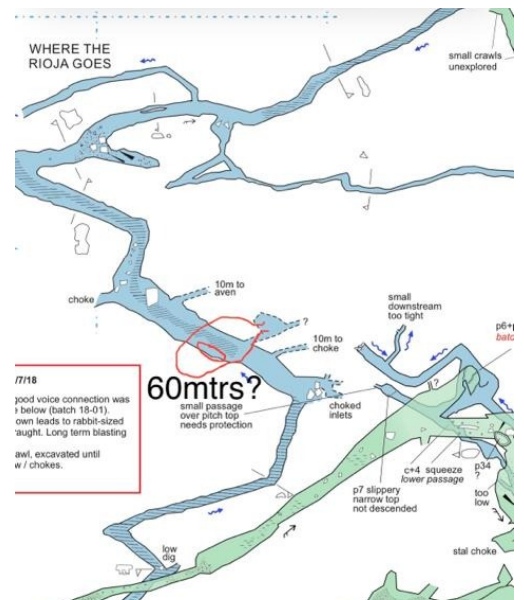 WHERE THE
RIOJA GOES
small crawls
unexplored
10m to
aven
choke
?
small
downstream
too tight
10m to
choke
p6+p
batc
/7/18
good voice connection was
e below (batch 18-01).
own leads to rabbit-sized
raught. Long term blasting
awl, excavated until
w / chokes.
60mtrs?
small passage
over pitch top
needs protection
choked
inlets
?
c+4 squeeze
lower passage
p34
?
too
low
p7 slippery
narrow top
not descended
low
dig
stal choke